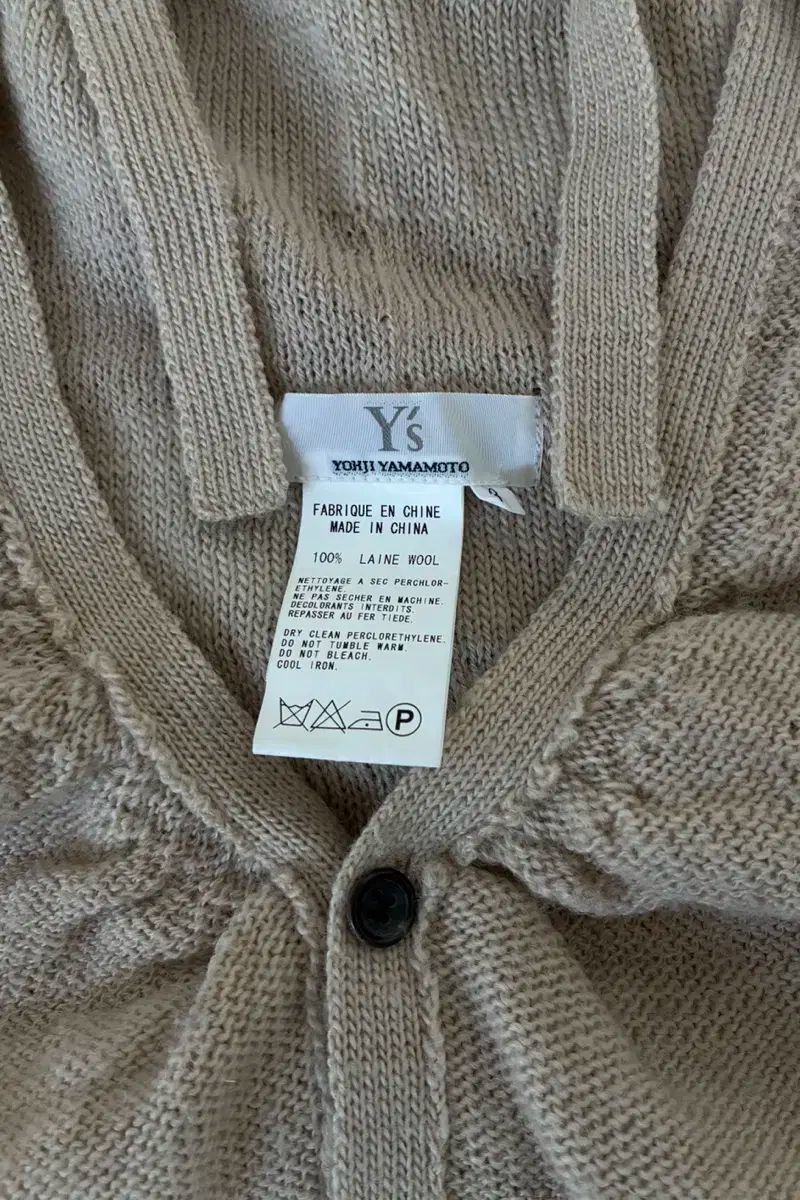 Y's
YOHJI YAMAMOTO
FABRIQUE EN CHINE
MADE IN CHINA
100% LAINE WOOL
NETTOYAGE A SEC PERCHLOR-
ETHYLENE.
NE PAS SECHER EN MACHINE.
DECOLORANTS INTERDITS.
REPASSER AU FER TIEDE.
DRY CLEAN PERCLORETHYLENE.
DO NOT TUMBLE WARM.
DO NOT BLEACH.
COOL IRON.
P